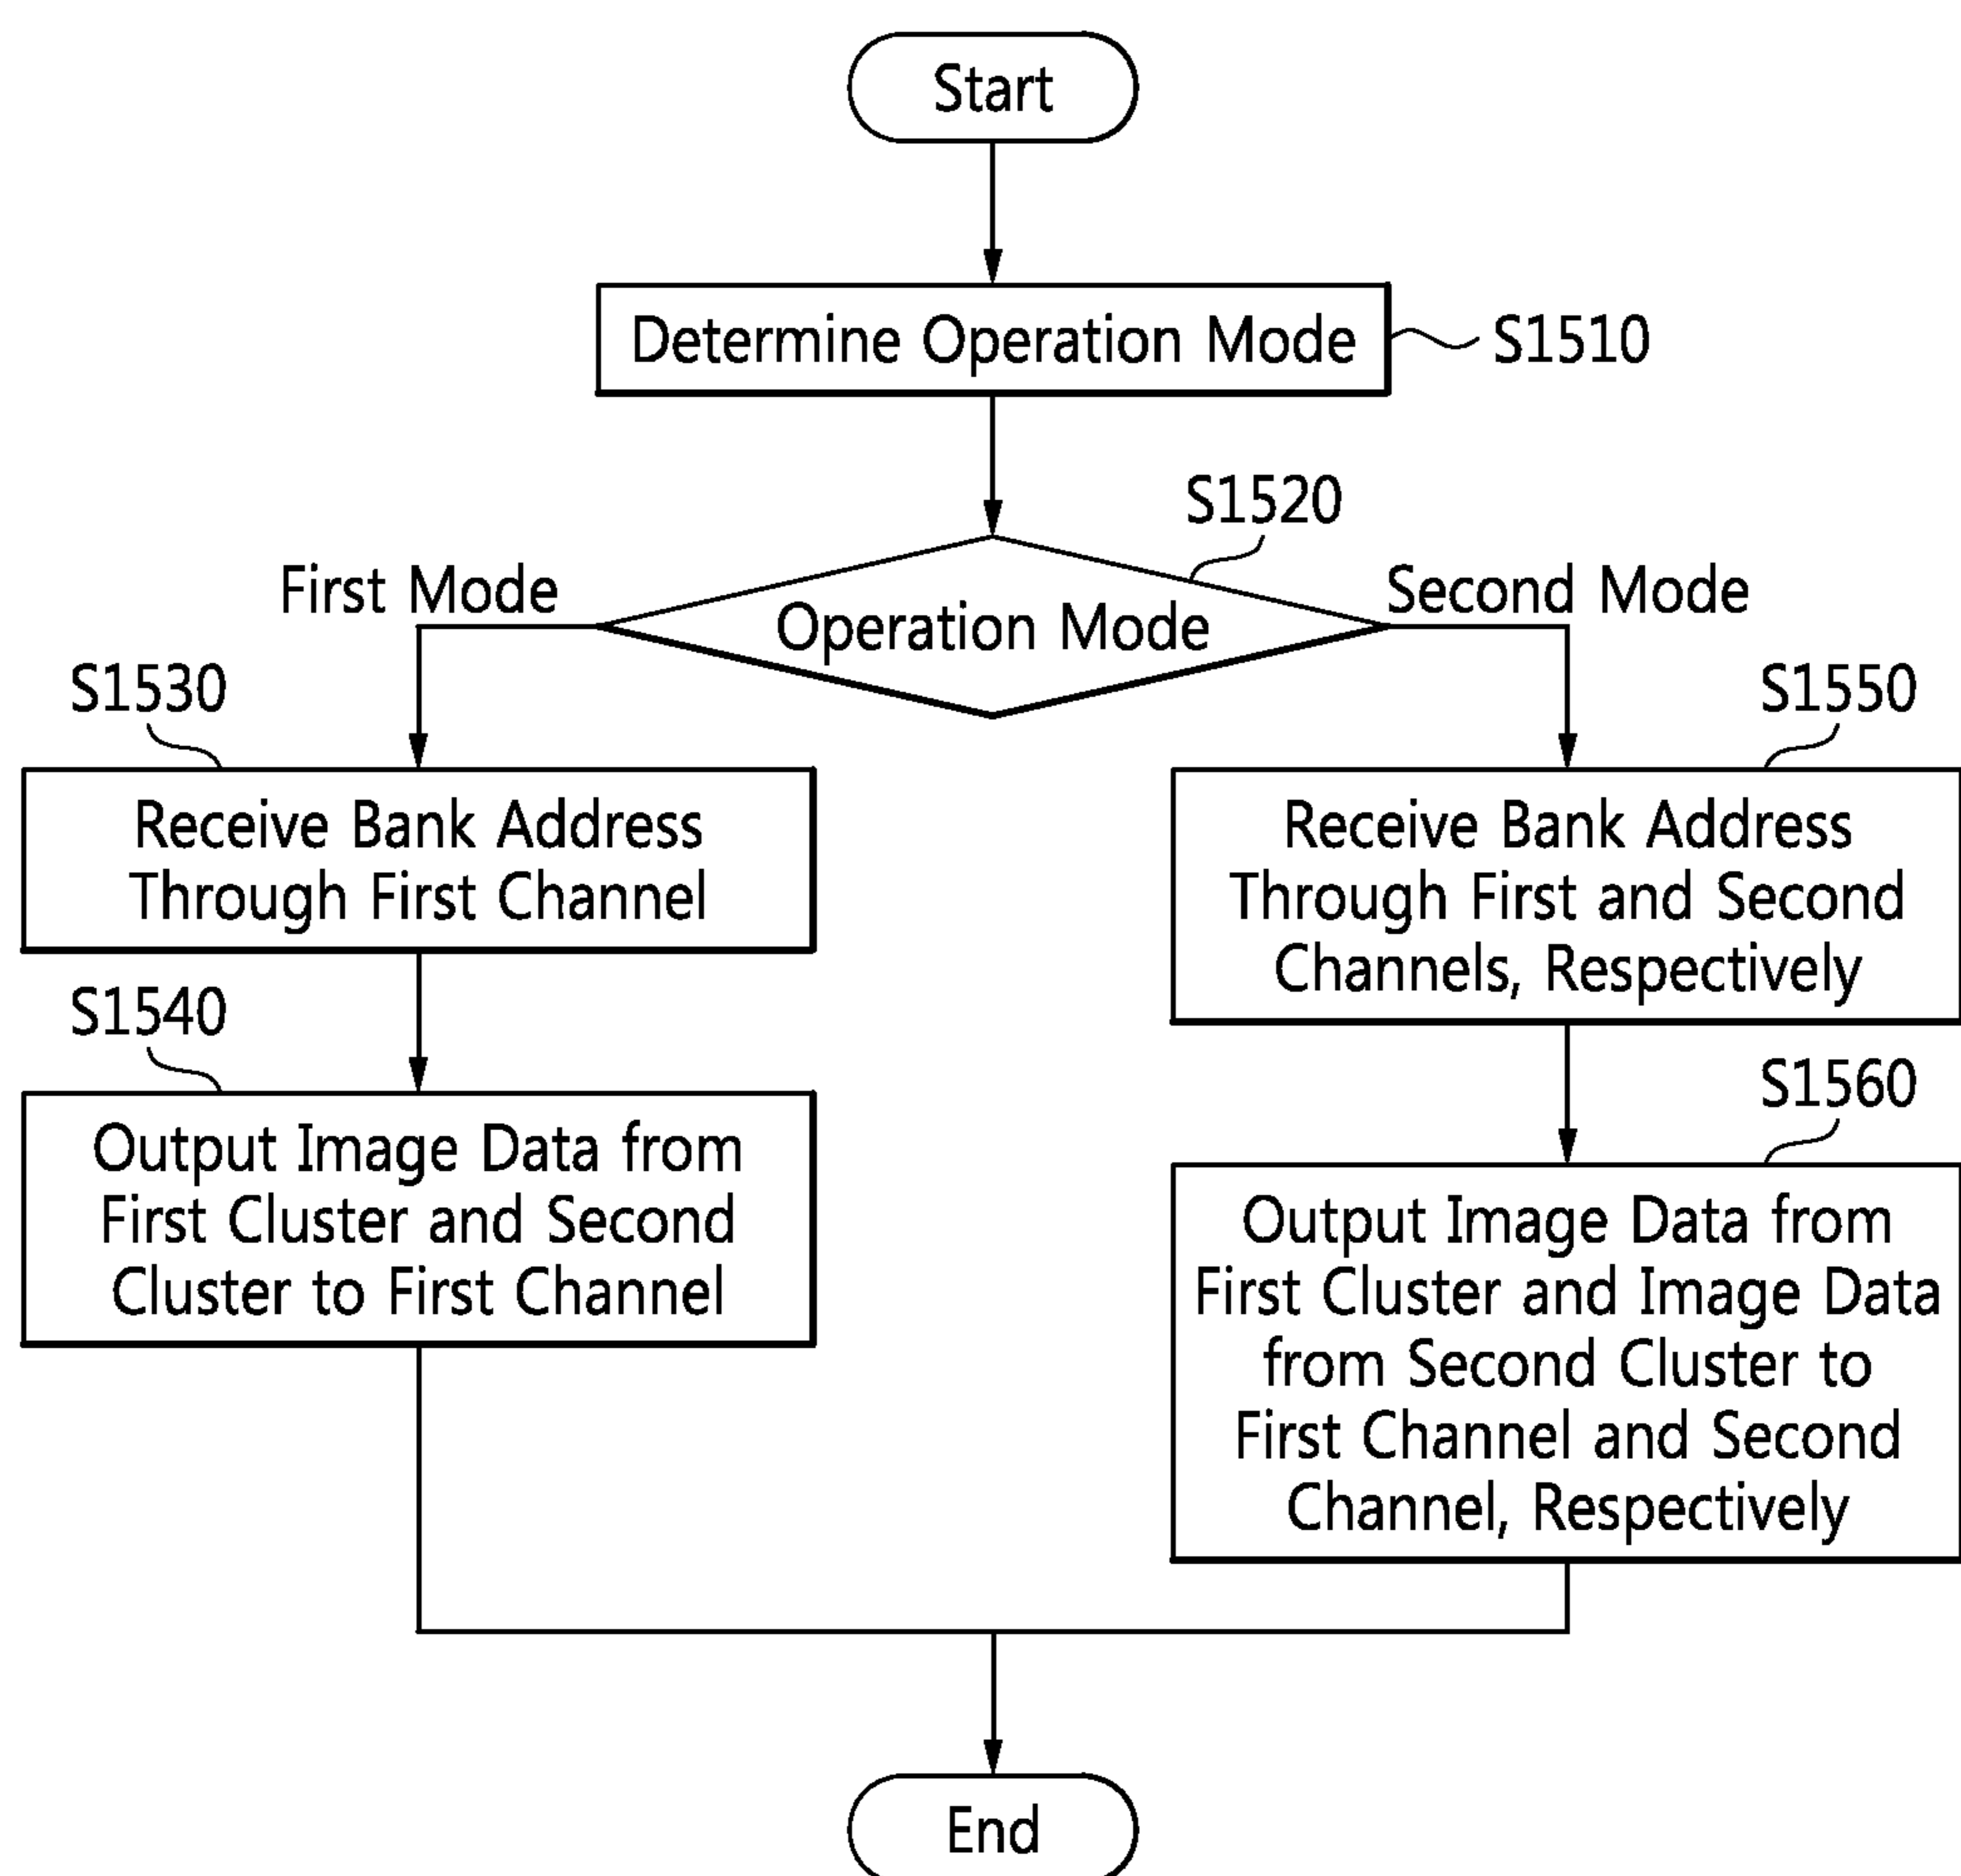 Start
Determine Operation Mode
S1510
S1520
First Mode
Operation Mode
Second Mode
S1530
Receive Bank Address
Through First Channel
S1540
Output Image Data from
First Cluster and Second
Cluster to First Channel
S1550
Receive Bank Address
Through First and Second
Channels, Respectively
S1560
Output Image Data from
First Cluster and Image Data
from Second Cluster to
First Channel and Second
Channel, Respectively
End